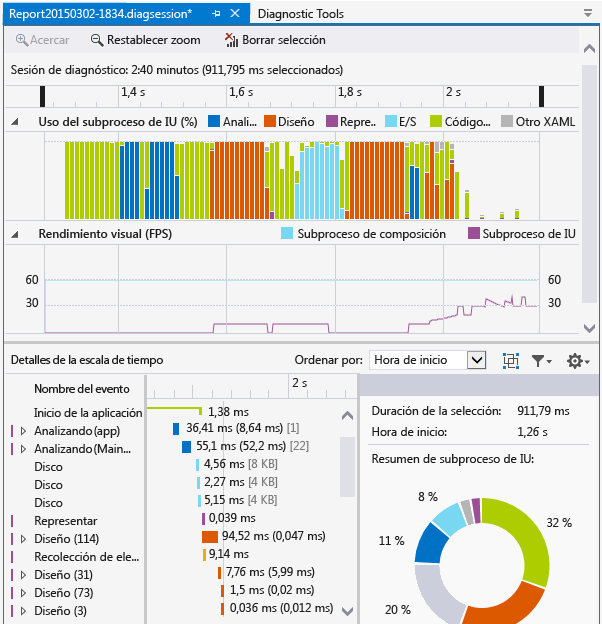 Report20150302-1834.diagsession* Diagnostic Tools
Acercar Restablecer zoom Borrar selección
Sesión de diagnóstico: 2:40 minutos (911,795 ms seleccionados)
1,4 s 1,6 s 1,8 s 2 s
Uso del subproceso de IU (%) Anali... Diseño Repre.. E/S Código... Otro XAML
Rendimiento visual (FPS) Subproceso de composición Subproceso de IU
60 60
30 30
Detalles de la escala de tiempo Ordenar por: Hora de inicio
Nombre del evento 2 s
Inicio de la aplicación 1,38 ms
Analizando(app) 36,41 ms (8,64 ms) [1]
Analizando(Main... 55,1 ms (52,2 ms) [22]
Disco 4,56 ms [8 KB]
Disco 2,27 ms [4 KB]
Disco 5,15 ms [4 KB]
Representar 0,039 ms
Diseño (114) 94,52 ms (0,047 ms)
Recolección de ele... 9,14 ms
Diseño (31) 7,76 ms (5,99 ms)
Diseño (73) 1,5 ms (0,02 ms)
Diseño (3) 0,036 ms (0,012 ms)
Duración de la selección: 911,79 ms
Hora de inicio: 1,26 s
Resumen de subproceso de IU:
8 %
32 %
11 %
20 %